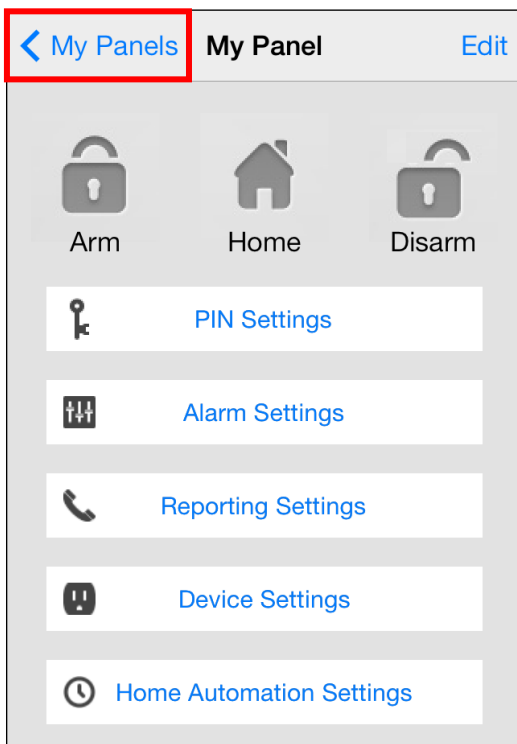 My Panels My Panel Edit
Arm Home Disarm
PIN Settings
Alarm Settings
Reporting Settings
Device Settings
Home Automation Settings